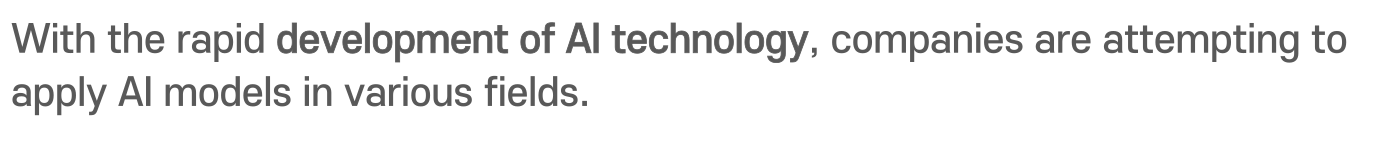 With the rapid development of AI technology, companies are attempting to
apply AI models in various fields.